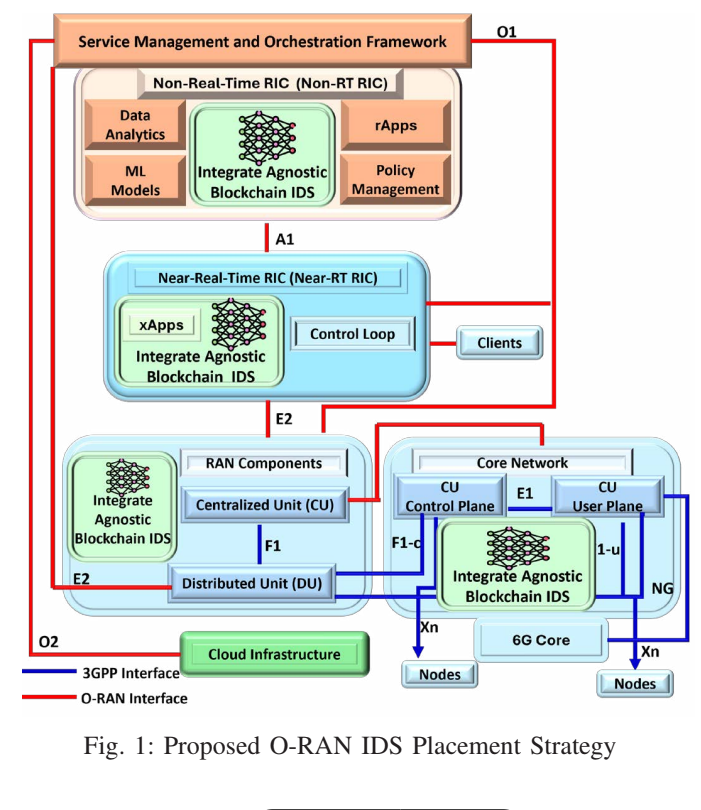 Service Management and Orchestration Framework
O1
Non-Real-Time RIC (Non-RT RIC)
Data
Analytics
rApps
ML
Models
Integrate Agnostic
Blockchain IDS
Policy
Management
A1
Near-Real-Time RIC (Near-RT RIC)
xApps
Integrate Agnostic
Blockchain IDS
Control Loop
Clients
E2
RAN Components
Core Network
Integrate
Agnostic
Blockchain IDS
Centralized Unit (CU)
CU
Control Plane
E1
CU
User Plane
F1
F1-c
1-u
Integrate Agnostic
Blockchain IDS
E2
Distributed Unit (DU)
NG
Xn
6G Core
Xn
O2
Cloud Infrastructure
Nodes
Nodes
3GPP Interface
O-RAN Interface
Fig. 1: Proposed O-RAN IDS Placement Strategy